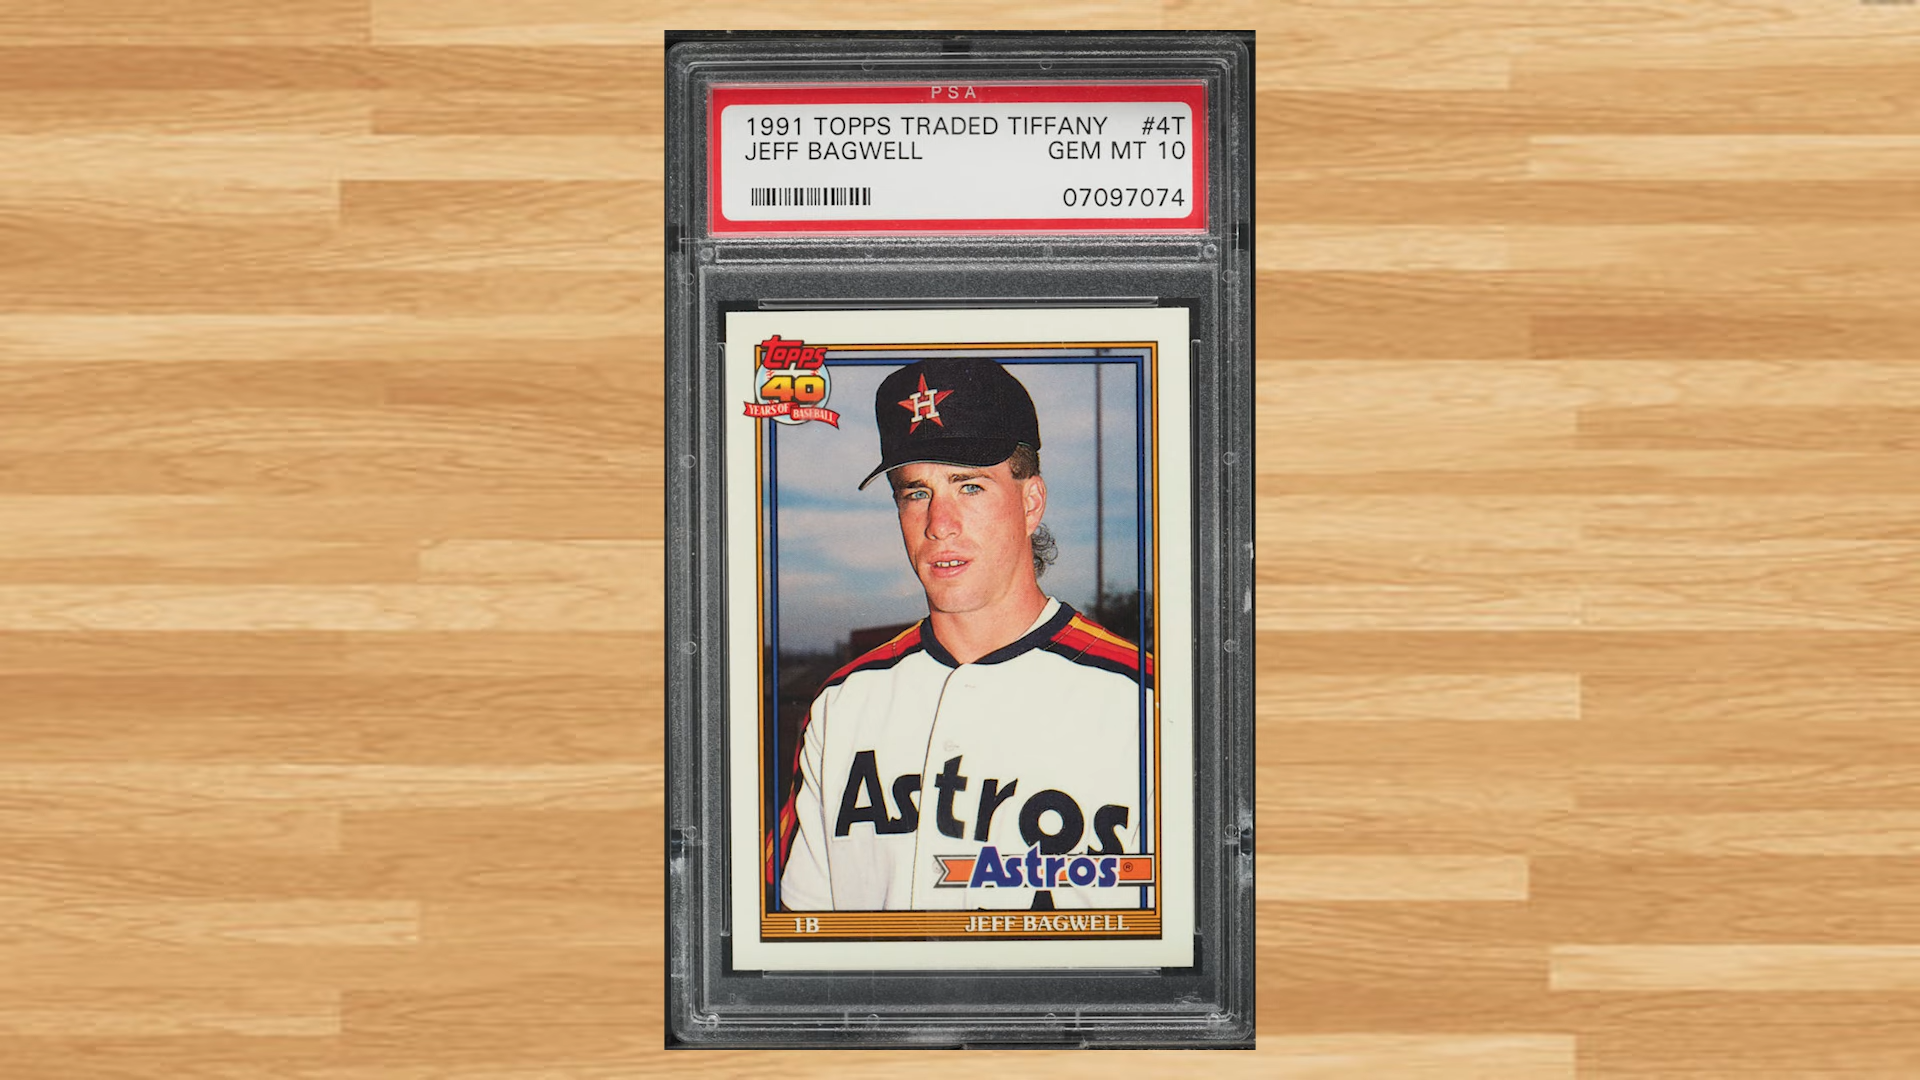 PSA
1991 TOPPS TRADED TIFFANY #4T
JEFF BAGWELL GEM MT 10
07097074
Topps
40
YEARS OF BASEBALL
H
Astros
Astros®
1B JEFF BAGWELL